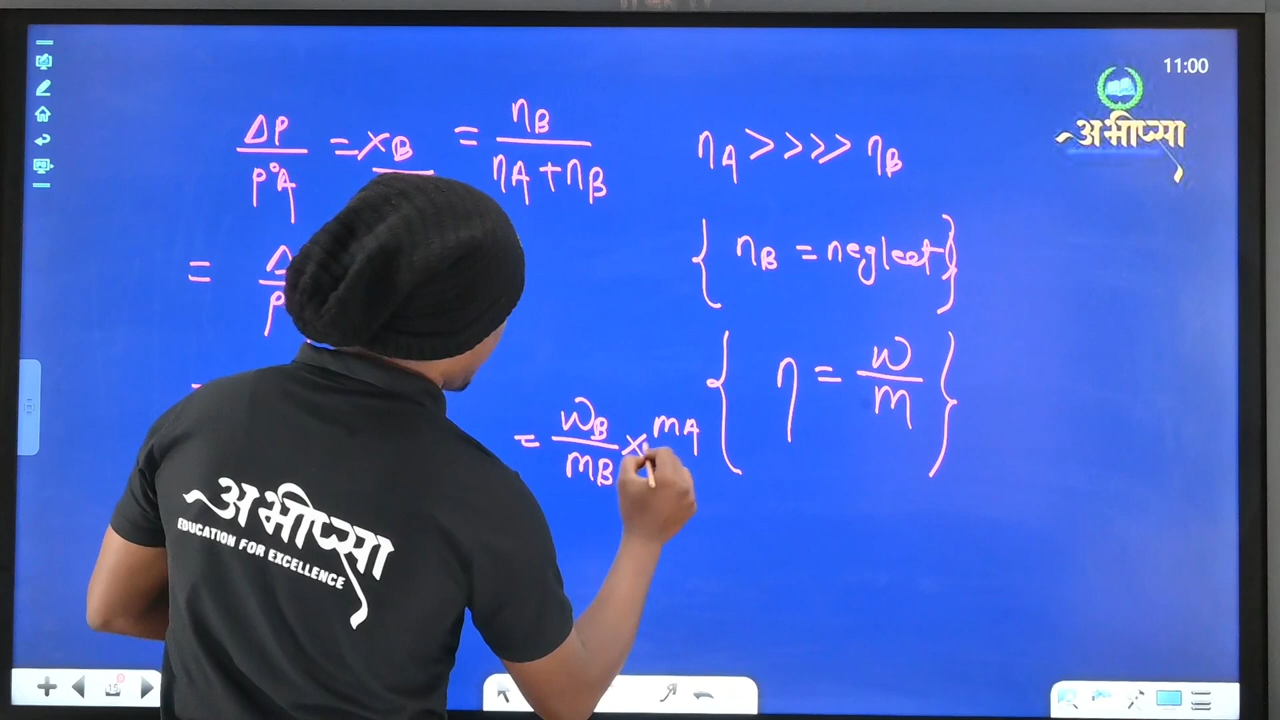 11:00
अभीप्सा
ΔP/P°A = xB = nB/(nA + nB)
nA >>>> nB
{ nB = neglect }
=
{ n = w/m }
= wB/mB × mA
अभीप्सा
EDUCATION FOR EXCELLENCE